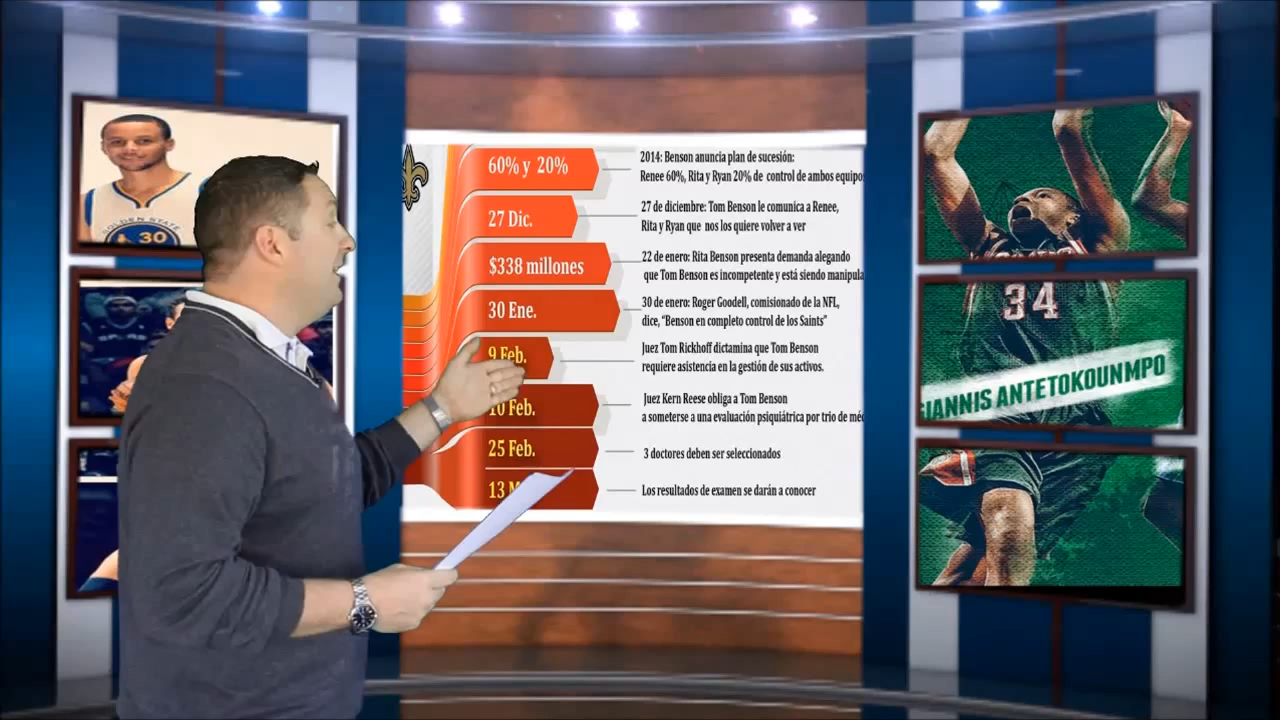 GOLDEN STATE
30
60% y 20%
2014: Benson anuncia plan de sucesión:
Renee 60%, Rita y Ryan 20% de control de ambos equipo
27 Dic.
27 de diciembre: Tom Benson le comunica a Renee,
Rita y Ryan que nos los quiere volver a ver
$338 millones
22 de enero: Rita Benson presenta demanda alegando
que Tom Benson es incompetente y está siendo manipula
30 Ene.
30 de enero: Roger Goodell, comisionado de la NFL,
dice, "Benson en completo control de los Saints"
9 Feb.
Juez Tom Rickhoff dictamina que Tom Benson
requiere asistencia en la gestión de sus activos.
10 Feb.
Juez Kern Reese obliga a Tom Benson
a someterse a una evaluación psiquiátrica por trio de mé
25 Feb.
3 doctores deben ser seleccionados
13 M
Los resultados de examen se darán a conocer
34
GIANNIS ANTETOKOUNMPO